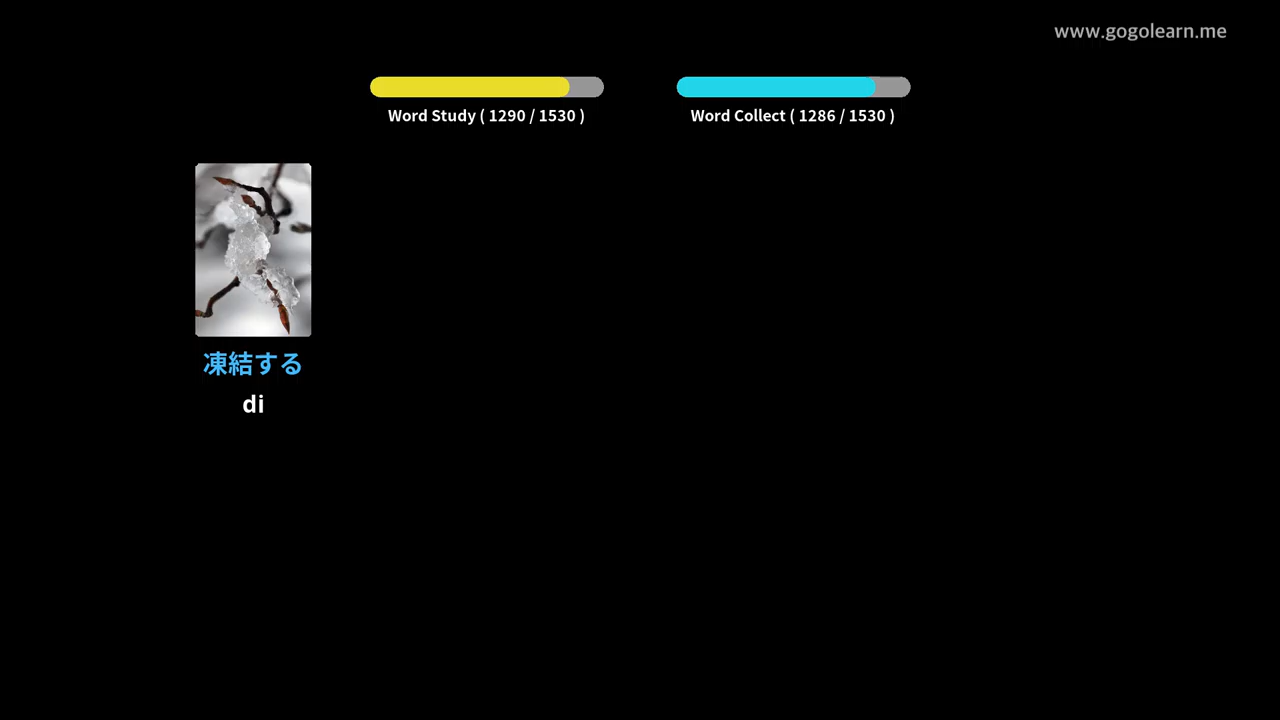 www.gogolearn.me
Word Study ( 1290 / 1530 )
Word Collect ( 1286 / 1530 )
凍結する
di